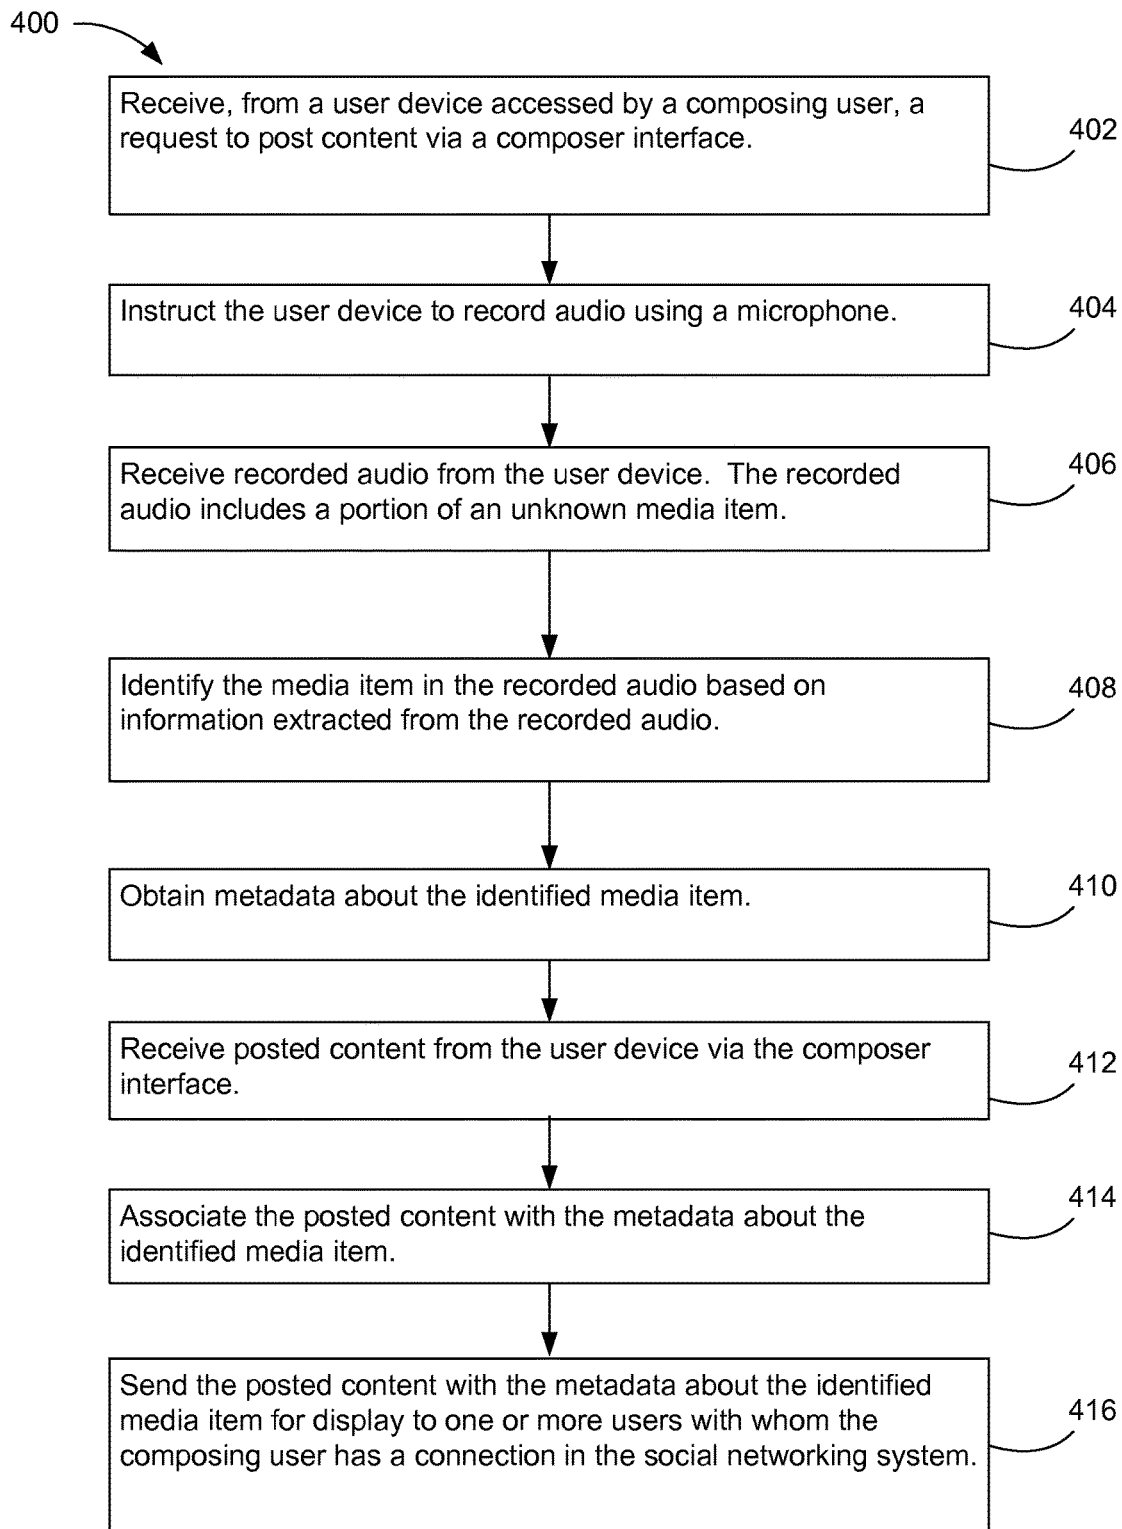 400
Receive, from a user device accessed by a composing user, a
request to post content via a composer interface.
402
Instruct the user device to record audio using a microphone.
404
Receive recorded audio from the user device.  The recorded
audio includes a portion of an unknown media item.
406
Identify the media item in the recorded audio based on
information extracted from the recorded audio.
408
Obtain metadata about the identified media item.
410
Receive posted content from the user device via the composer
interface.
412
Associate the posted content with the metadata about the
identified media item.
414
Send the posted content with the metadata about the identified
media item for display to one or more users with whom the
composing user has a connection in the social networking system.
416